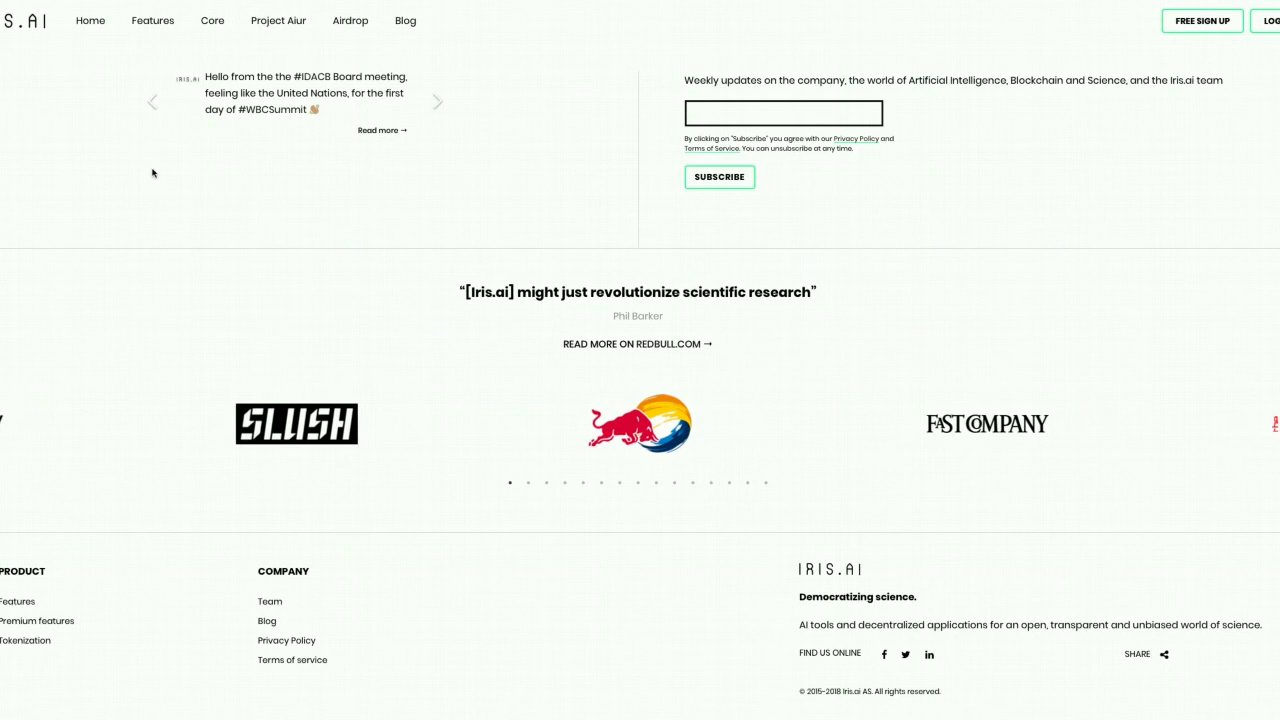 S.AI
Home Features Core Project Aiur Airdrop Blog
FREE SIGN UP
IRIS.AI
Hello from the the #IDACB Board meeting,
feeling like the United Nations, for the first
day of #WBCSummit 👏🏼
Read more →
Weekly updates on the company, the world of Artificial Intelligence, Blockchain and Science, and the Iris.ai team
By clicking on "Subscribe" you agree with our Privacy Policy and
Terms of Service. You can unsubscribe at any time.
SUBSCRIBE
“[Iris.ai] might just revolutionize scientific research”
Phil Barker
READ MORE ON REDBULL.COM →
SLUSH
FAST COMPANY
PRODUCT
Features
Premium features
Tokenization
COMPANY
Team
Blog
Privacy Policy
Terms of service
IRIS.AI
Democratizing science.
AI tools and decentralized applications for an open, transparent and unbiased world of science.
FIND US ONLINE
SHARE
© 2015-2018 Iris.ai AS. All rights reserved.